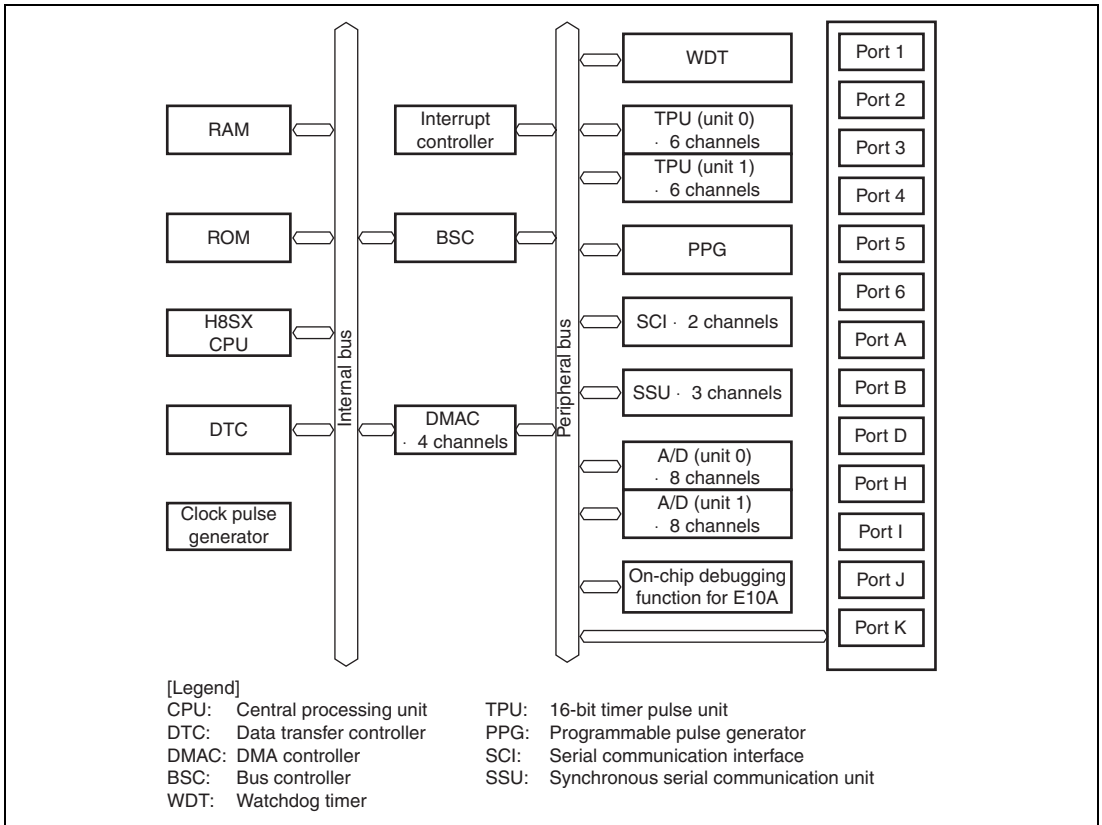 RAM
ROM
H8SX
CPU
DTC
Clock pulse
generator
Internal bus
Interrupt
controller
BSC
DMAC
· 4 channels
Peripheral bus
WDT
TPU (unit 0)
· 6 channels
TPU (unit 1)
· 6 channels
PPG
SCI · 2 channels
SSU · 3 channels
A/D (unit 0)
· 8 channels
A/D (unit 1)
· 8 channels
On-chip debugging
function for E10A
Port 1
Port 2
Port 3
Port 4
Port 5
Port 6
Port A
Port B
Port D
Port H
Port I
Port J
Port K
[Legend]
CPU: Central processing unit
DTC: Data transfer controller
DMAC: DMA controller
BSC: Bus controller
WDT: Watchdog timer
TPU: 16-bit timer pulse unit
PPG: Programmable pulse generator
SCI: Serial communication interface
SSU: Synchronous serial communication unit